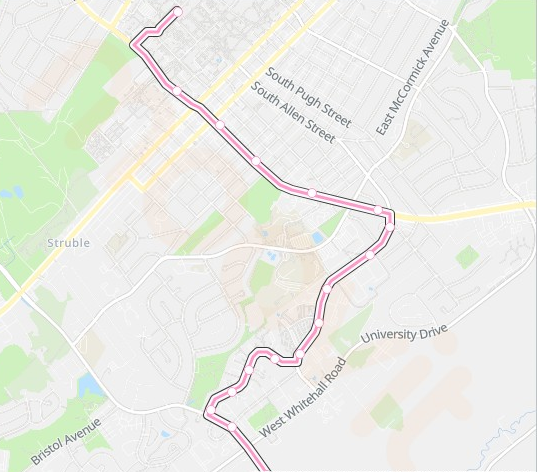 South Pugh Street
South Allen Street
East McCormick Avenue
Struble
University Drive
West Whitehall Road
Bristol Avenue